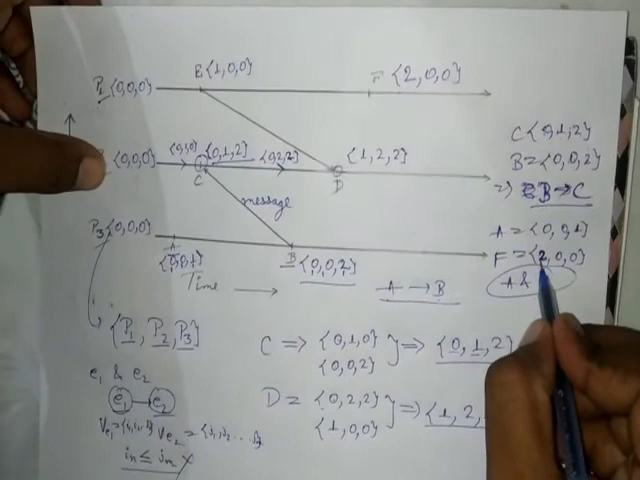 E {1,0,0}
F {2,0,0}
P1 {0,0,0}
C {0,1,2}
{0,1,0} {0,1,2} {0,2,2} {1,2,2}
{0,0,0}
B = {0,0,2}
C
D
=> B → C
message
P3 {0,0,0}
A = {0,0,1}
A
B {0,0,2}
F = {2,0,0}
Time →
A → B
A &
{P1, P2, P3}
C => {0,1,0}
{0,0,2} } => {0,1,2}
e1 & e2
e1 e2
D = {0,2,2}
{1,0,0} } => {1,2,